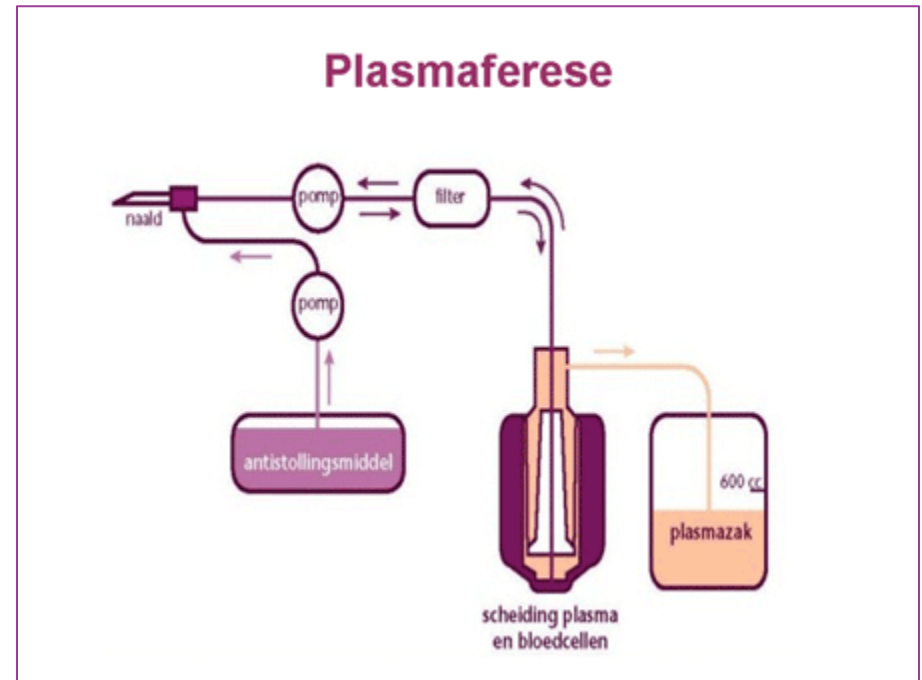 Plasmaferese
pomp
filter
naald
pomp
antistollingsmiddel
600 cc
plasmazak
scheiding plasma
en bloedcellen